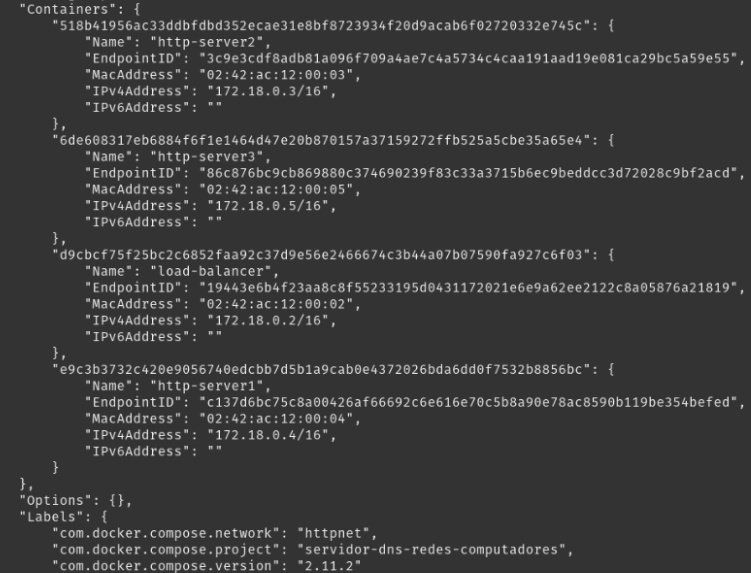 "Containers": {
"518b41956ac33ddbfdbd352ecae31e8bf8723934f20d9acab6f02720332e745c": {
"Name": "http-server2",
"EndpointID": "3c9e3cdf8adb81a096f709a4ae7c4a5734c4caa191aad19e081ca29bc5a59e55",
"MacAddress": "02:42:ac:12:00:03",
"IPv4Address": "172.18.0.3/16",
"IPv6Address": ""
},
"6de608317eb6884f6f1e1464d47e20b870157a37159272ffb525a5cbe35a65e4": {
"Name": "http-server3",
"EndpointID": "86c876bc9cb869880c374690239f83c33a3715b6ec9beddcc3d72028c9bf2acd",
"MacAddress": "02:42:ac:12:00:05",
"IPv4Address": "172.18.0.5/16",
"IPv6Address": ""
},
"d9cbcf75f25bc2c6852faa92c37d9e56e2466674c3b44a07b07590fa927c6f03": {
"Name": "load-balancer",
"EndpointID": "19443e6b4f23aa8c8f55233195d0431172021e6e9a62ee2122c8a05876a21819",
"MacAddress": "02:42:ac:12:00:02",
"IPv4Address": "172.18.0.2/16",
"IPv6Address": ""
},
"e9c3b3732c420e9056740edcbb7d5b1a9cab0e4372026bda6dd0f7532b8856bc": {
"Name": "http-server1",
"EndpointID": "c137d6bc75c8a00426af66692c6e616e70c5b8a90e78ac8590b119be354befed",
"MacAddress": "02:42:ac:12:00:04",
"IPv4Address": "172.18.0.4/16",
"IPv6Address": ""
}
},
"Options": {},
"Labels": {
"com.docker.compose.network": "httpnet",
"com.docker.compose.project": "servidor-dns-redes-computadores",
"com.docker.compose.version": "2.11.2"